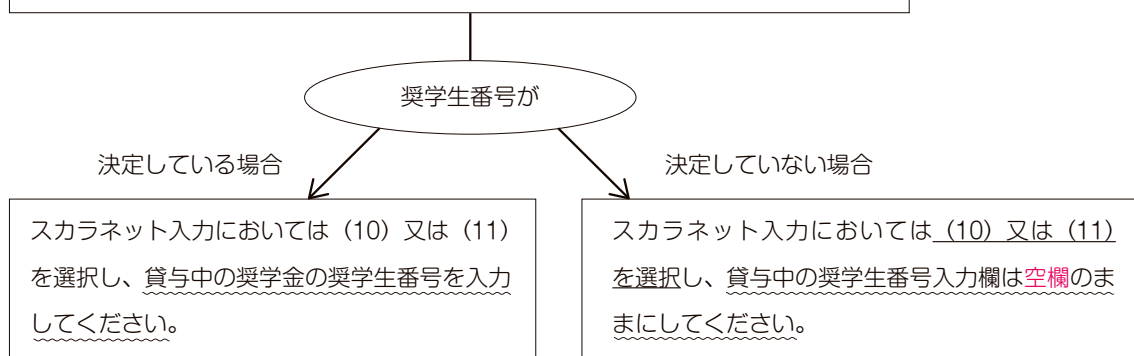 奨学生番号が
決定している場合
決定していない場合
スカラネット入力においては（10）又は（11）
を選択し、貸与中の奨学金の奨学生番号を入力
してください。
スカラネット入力においては（10）又は（11）
を選択し、貸与中の奨学生番号入力欄は空欄のま
まにしてください。